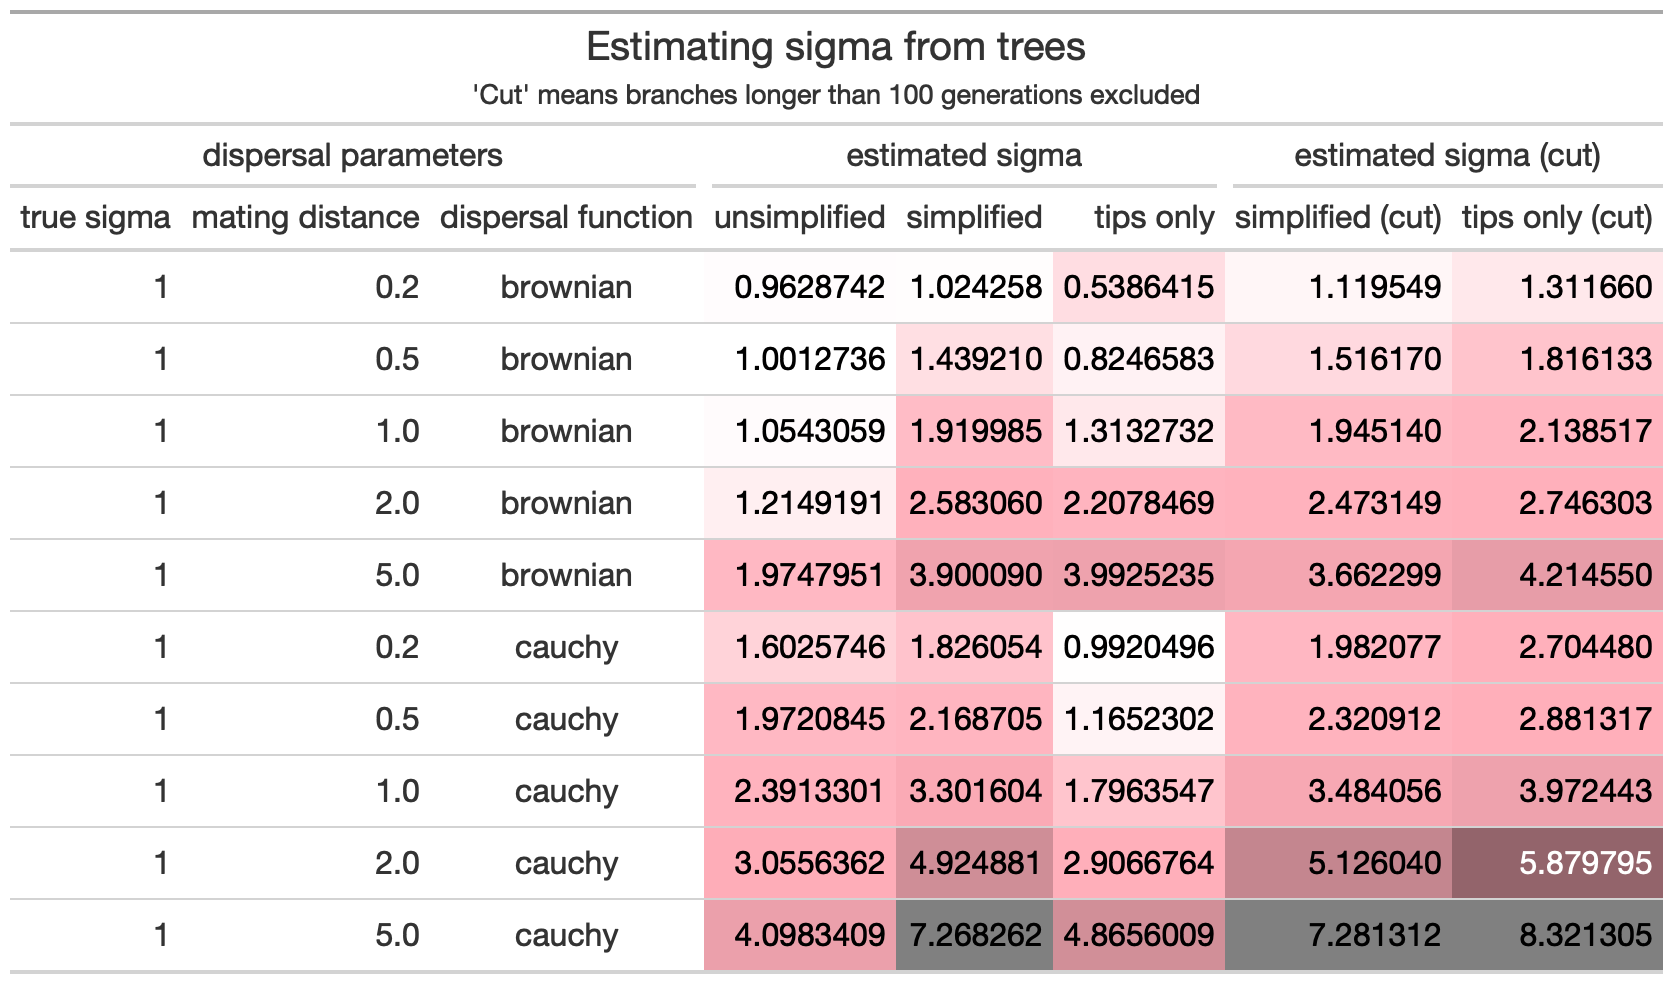 Estimating sigma from trees
'Cut' means branches longer than 100 generations excluded
dispersal parameters estimated sigma estimated sigma (cut)
true sigma mating distance dispersal function unsimplified simplified tips only simplified (cut) tips only (cut)
1 0.2 brownian 0.9628742 1.024258 0.5386415 1.119549 1.311660
1 0.5 brownian 1.0012736 1.439210 0.8246583 1.516170 1.816133
1 1.0 brownian 1.0543059 1.919985 1.3132732 1.945140 2.138517
1 2.0 brownian 1.2149191 2.583060 2.2078469 2.473149 2.746303
1 5.0 brownian 1.9747951 3.900090 3.9925235 3.662299 4.214550
1 0.2 cauchy 1.6025746 1.826054 0.9920496 1.982077 2.704480
1 0.5 cauchy 1.9720845 2.168705 1.1652302 2.320912 2.881317
1 1.0 cauchy 2.3913301 3.301604 1.7963547 3.484056 3.972443
1 2.0 cauchy 3.0556362 4.924881 2.9066764 5.126040 5.879795
1 5.0 cauchy 4.0983409 7.268262 4.8656009 7.281312 8.321305